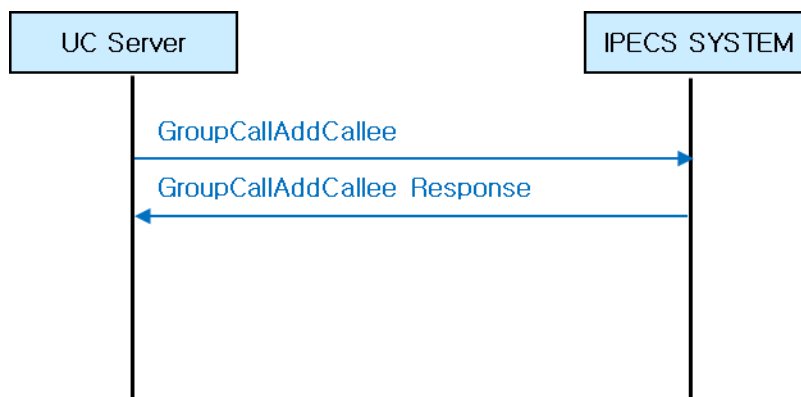 UC Server
IPECS SYSTEM
GroupCallAddCallee
GroupCallAddCallee Response